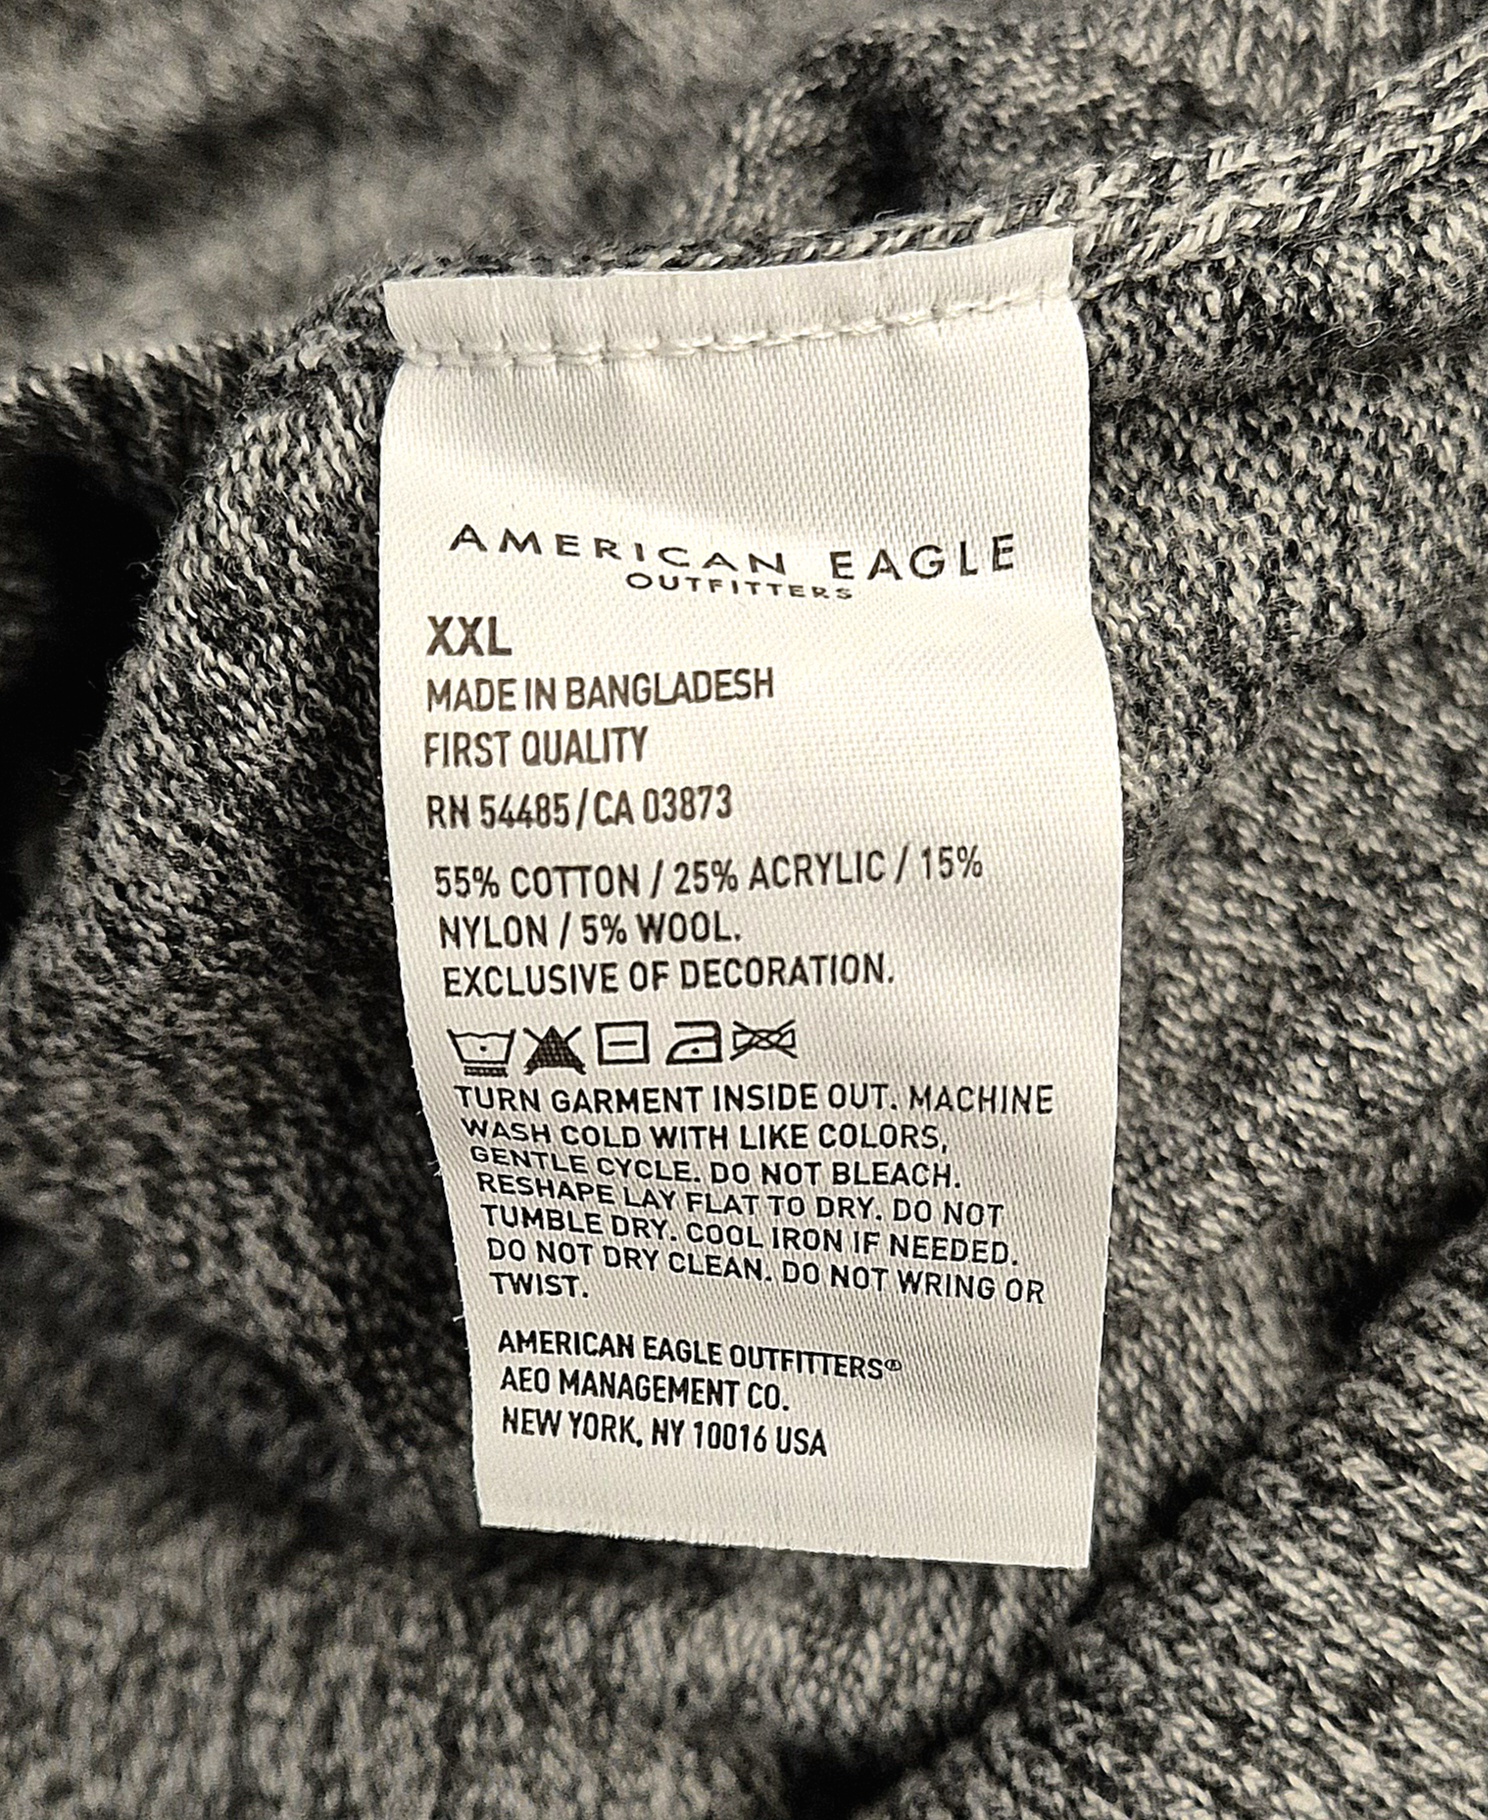 AMERICAN EAGLE
OUTFITTERS
XXL
MADE IN BANGLADESH
FIRST QUALITY
RN 54485/CA 03873
55% COTTON / 25% ACRYLIC / 15%
NYLON / 5% WOOL.
EXCLUSIVE OF DECORATION.
TURN GARMENT INSIDE OUT. MACHINE
WASH COLD WITH LIKE COLORS,
GENTLE CYCLE. DO NOT BLEACH.
RESHAPE LAY FLAT TO DRY. DO NOT
TUMBLE DRY. COOL IRON IF NEEDED.
DO NOT DRY CLEAN. DO NOT WRING OR
TWIST.
AMERICAN EAGLE OUTFITTERS®
AEO MANAGEMENT CO.
NEW YORK, NY 10016 USA